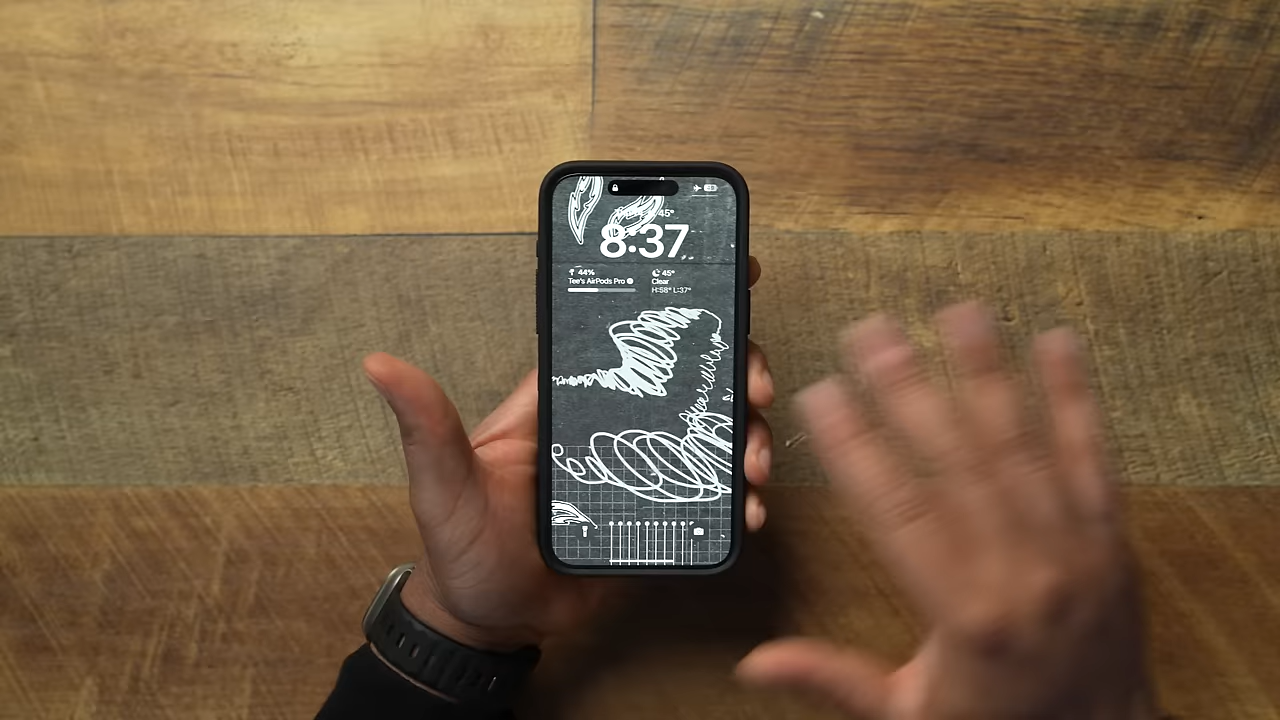 45°
8:37
44%
Tee's AirPods Pro
45°
Clear
H:58° L:37°